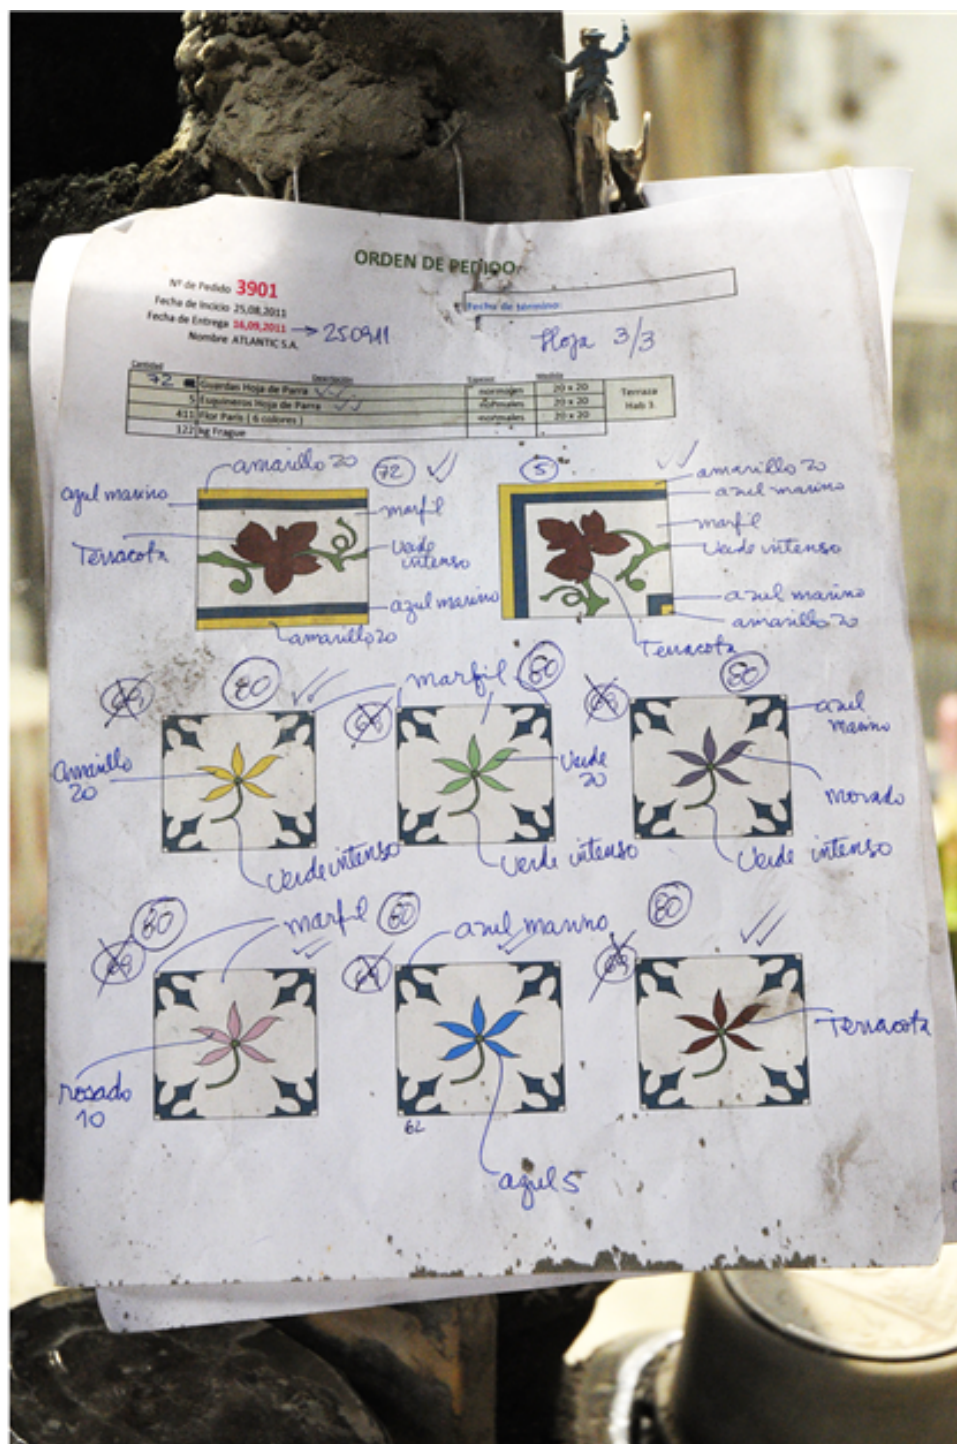 ORDEN DE PEDIDO
Nº de Pedido 3901
Fecha de Incicio 25,08,2011
Fecha de término:
Fecha de Entrega 16,09,2011 → 250911
Nombre ATLANTIC S.A.
Hoja 3/3
Cantidad Descripción Espesor Medida
72 Guardas Hoja de Parra normales 20 x 20 Terraza
5 Esquineros Hoja de Parra normales 20 x 20 Hab 3.
411 Flor Paris ( 6 colores ) normales 20 x 20
122 kg Frague
amarillo 20 72 5 amarillo 20
azul marino azul marino
marfil marfil
Terracota verde intenso verde intenso
azul marino azul marino
amarillo 20 amarillo 20
Terracota
80 marfil 80 80
azul marino
Amarillo 20 verde 20 morado
verde intenso verde intenso verde intenso
80 marfil 80 azul marino 80
69 69
Terracota
rosado 10
62
azul 5